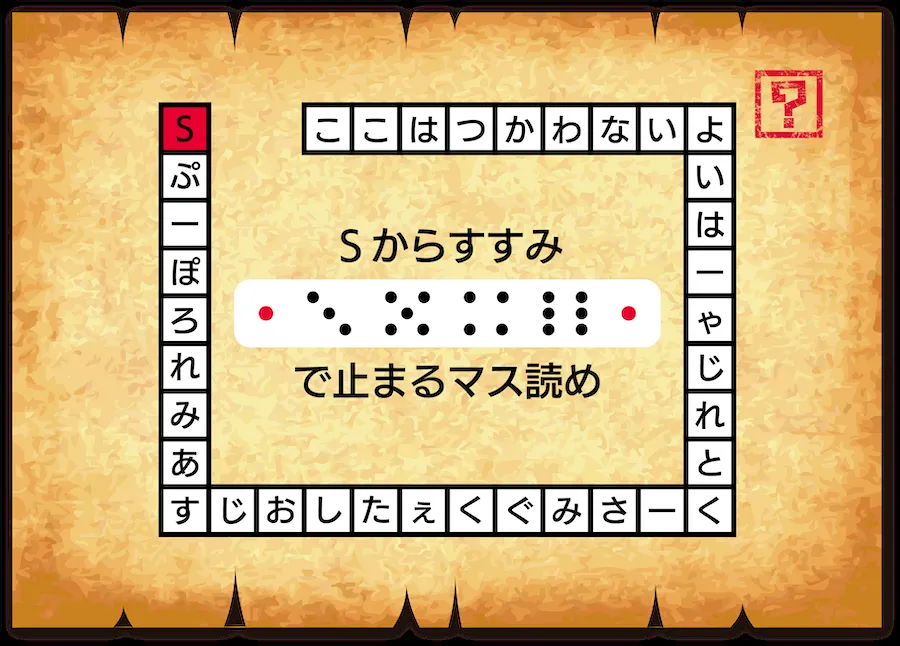 S
ぷーぽろれみあ
すじおしたぇくぐみさーく
とれじゃーはい
よいなわかつはここ
Sからすすみ
で止まるマス読め
?